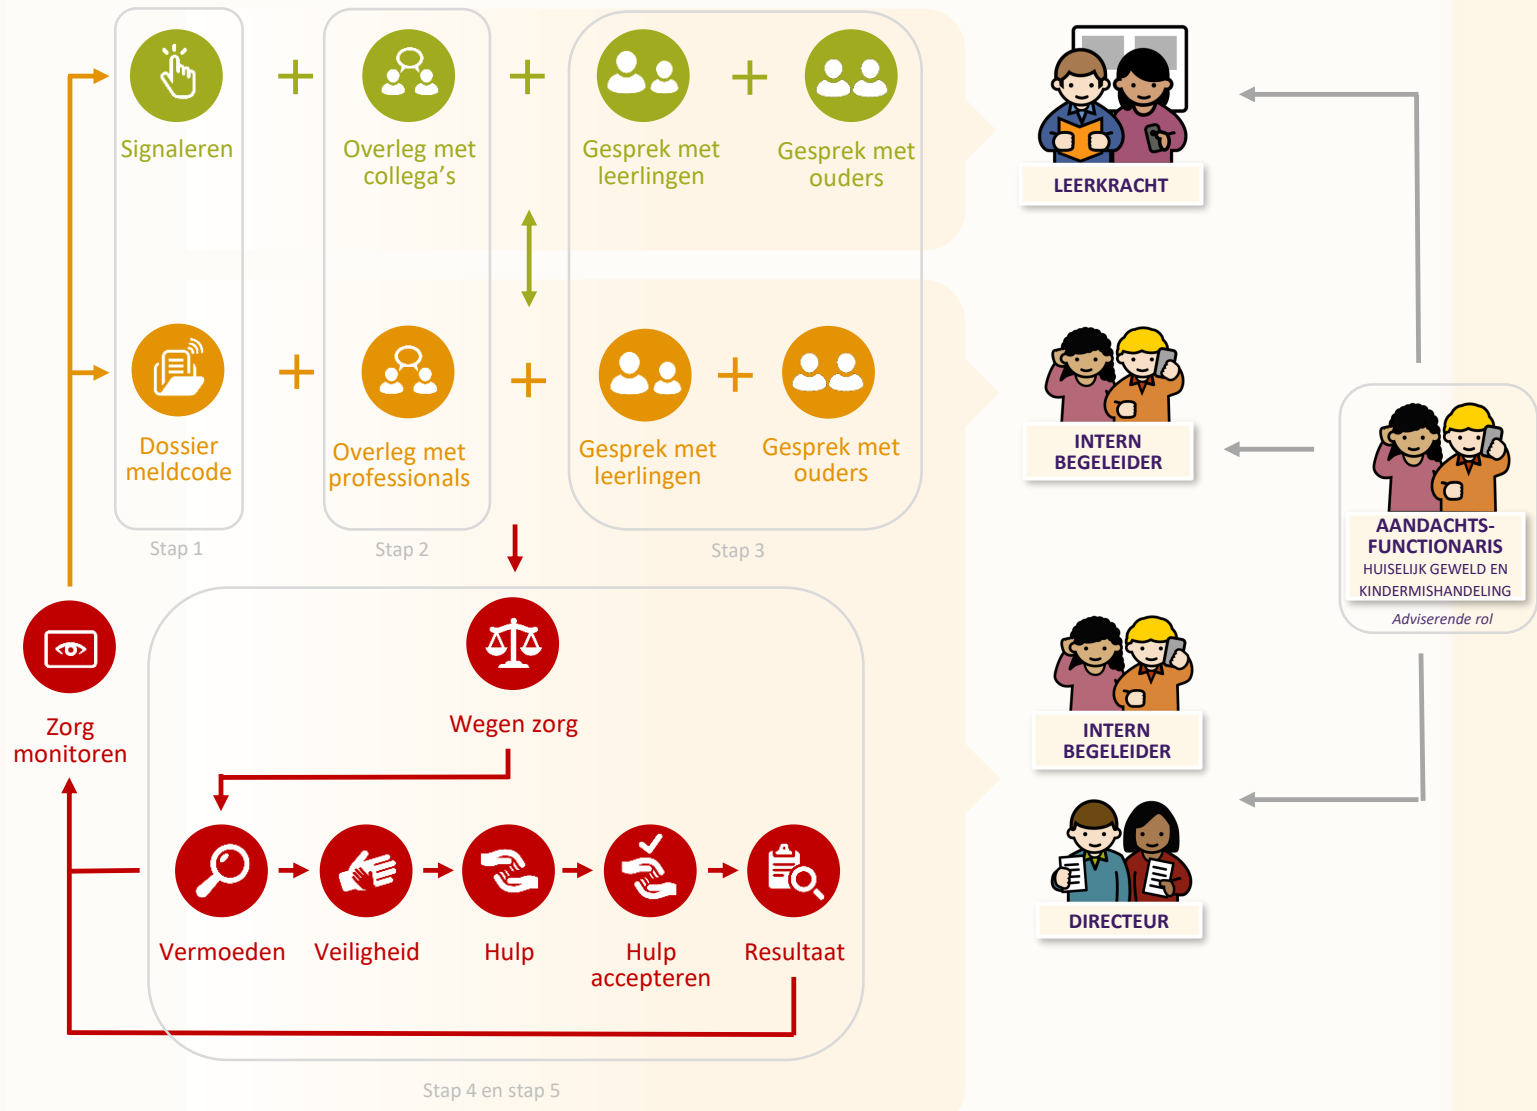 Signaleren
Overleg met
collega's
Gesprek met
leerlingen
Gesprek met
ouders
LEERKRACHT
Dossier
meldcode
Overleg met
professionals
Gesprek met
leerlingen
Gesprek met
ouders
INTERN
BEGELEIDER
Stap 1
Stap 2
Stap 3
AANDACHTS-
FUNCTIONARIS
HUISELIJK GEWELD EN
KINDERMISHANDELING
Adviserende rol
Zorg
monitoren
Wegen zorg
INTERN
BEGELEIDER
Vermoeden
Veiligheid
Hulp
Hulp
accepteren
Resultaat
DIRECTEUR
Stap 4 en stap 5